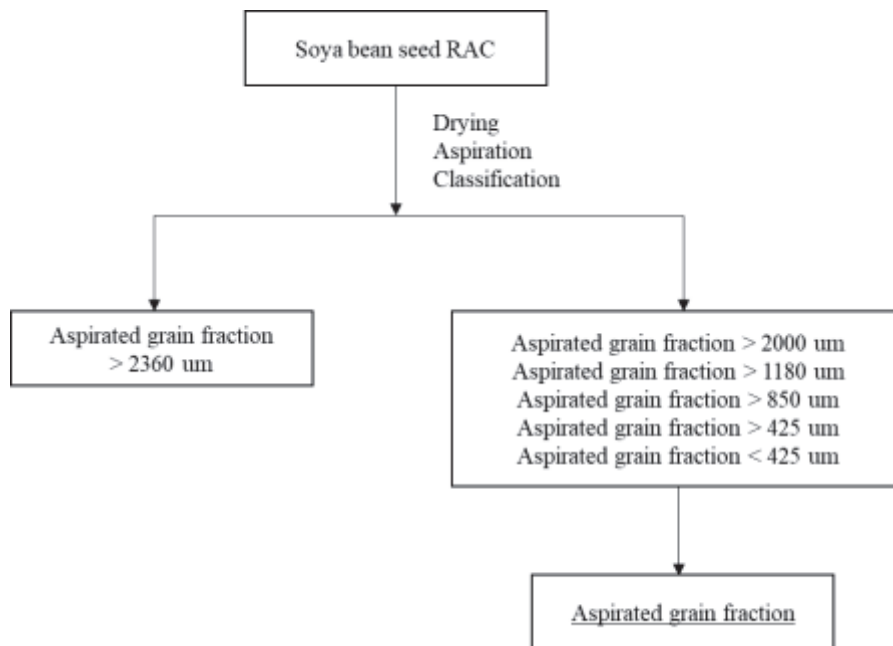 Soya bean seed RAC
Drying
Aspiration
Classification
Aspirated grain fraction
> 2360 um
Aspirated grain fraction > 2000 um
Aspirated grain fraction > 1180 um
Aspirated grain fraction > 850 um
Aspirated grain fraction > 425 um
Aspirated grain fraction < 425 um
Aspirated grain fraction